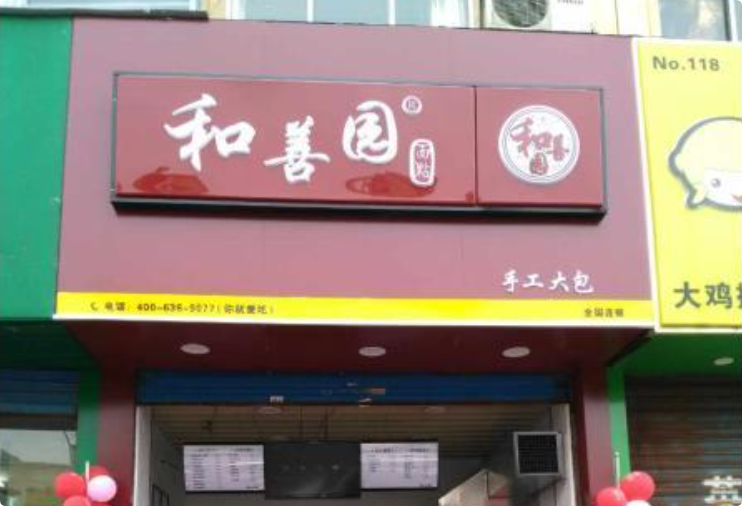 和善园®
面点
和善园
手工大包
电话：400-636-5077（你就爱吃）
全国连锁
No.118
大鸡